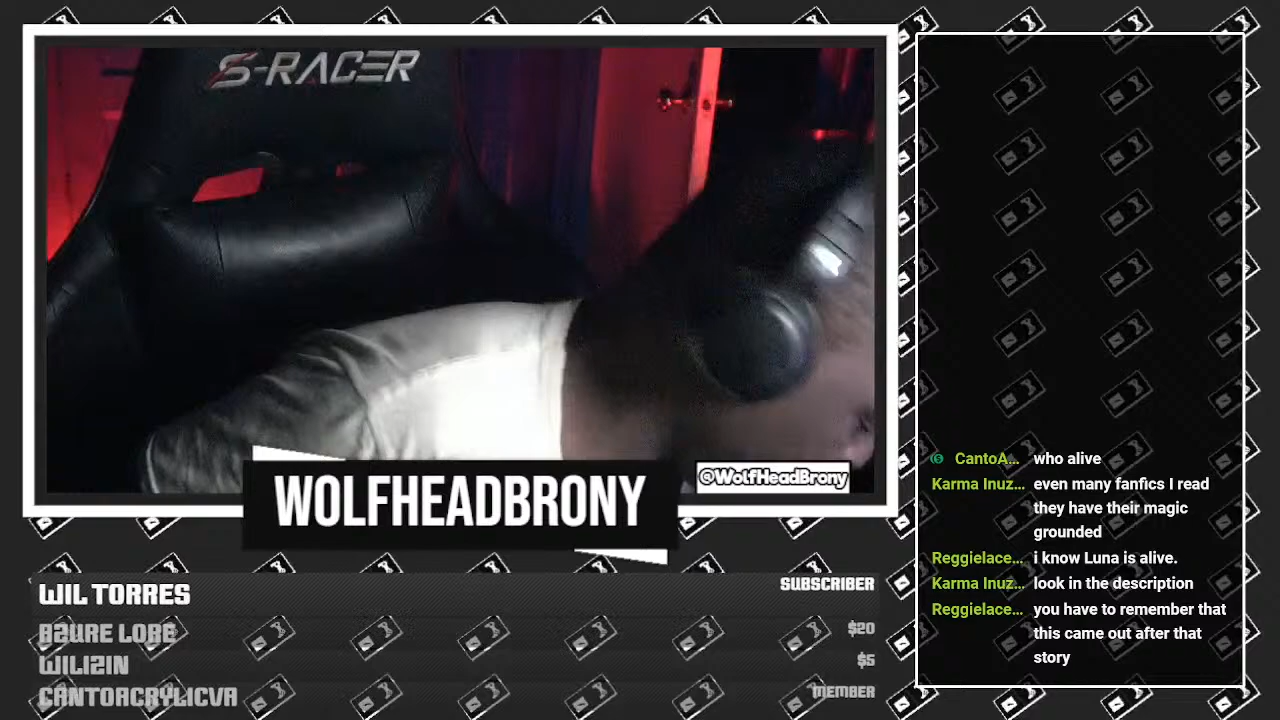 S-RACER
@WolfHeadBrony
WOLFHEADBRONY
WIL TORRES SUBSCRIBER
AZURE LORE $20
WILIZIN $5
CANTOACRYLICVA MEMBER
CantoA... who alive
Karma Inuz... even many fanfics I read
they have their magic
grounded
Reggielace... i know Luna is alive.
Karma Inuz... look in the description
Reggielace... you have to remember that
this came out after that
story